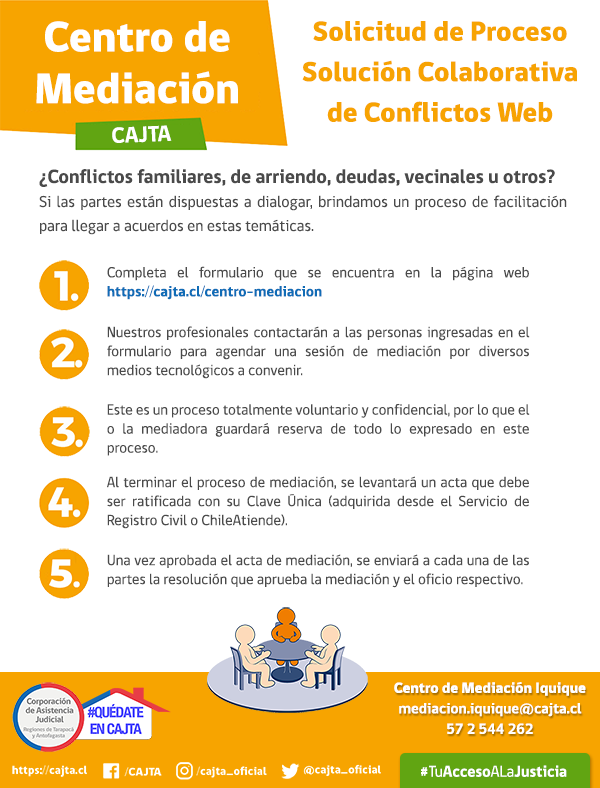 Centro de
Mediación
CAJTA
Solicitud de Proceso
Solución Colaborativa
de Conflictos Web
¿Conflictos familiares, de arriendo, deudas, vecinales u otros?
Si las partes están dispuestas a dialogar, brindamos un proceso de facilitación
para llegar a acuerdos en estas temáticas.
1.
Completa el formulario que se encuentra en la página web
https://cajta.cl/centro-mediacion
2.
Nuestros profesionales contactarán a las personas ingresadas en el
formulario para agendar una sesión de mediación por diversos
medios tecnológicos a convenir.
3.
Este es un proceso totalmente voluntario y confidencial, por lo que el
o la mediadora guardará reserva de todo lo expresado en este
proceso.
4.
Al terminar el proceso de mediación, se levantará un acta que debe
ser ratificada con su Clave Única (adquirida desde el Servicio de
Registro Civil o ChileAtiende).
5.
Una vez aprobada el acta de mediación, se enviará a cada una de las
partes la resolución que aprueba la mediación y el oficio respectivo.
Corporación
de Asistencia
Judicial
Regiones de Tarapacá
y Antofagasta
#QUÉDATE
EN CAJTA
Centro de Mediación Iquique
mediacion.iquique@cajta.cl
57 2 544 262
https://cajta.cl
/CAJTA
/cajta_oficial
@cajta_oficial
#TuAccesoALaJusticia